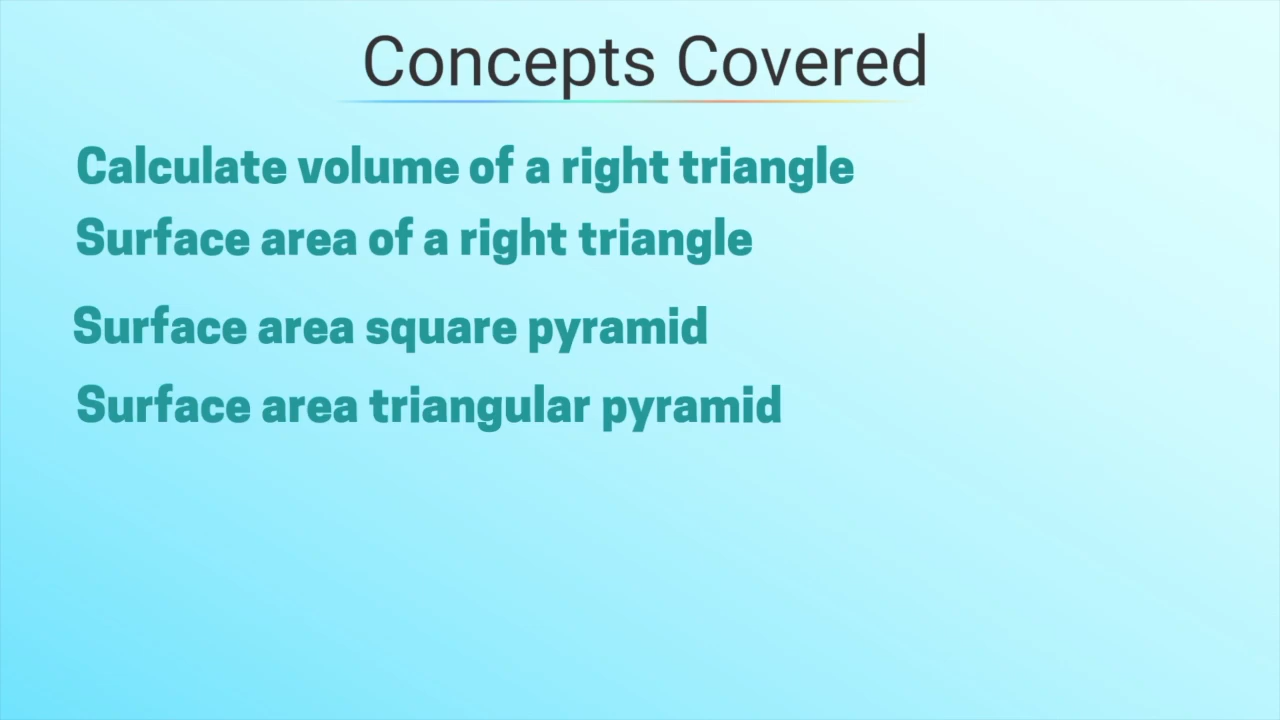 Concepts Covered
Calculate volume of a right triangle
Surface area of a right triangle
Surface area square pyramid
Surface area triangular pyramid